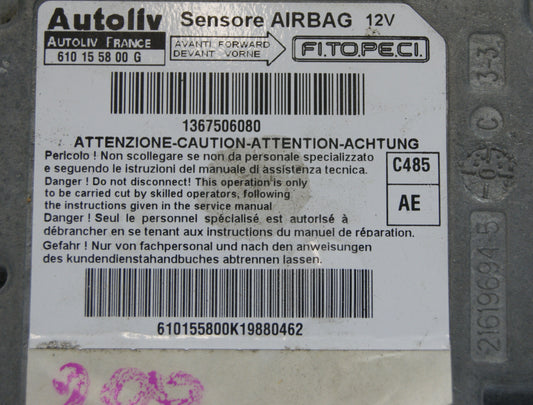 Autoliv Sensore AIRBAG 12V
AUTOLIV FRANCE
610 15 58 00 G
AVANTI FORWARD
DEVANT VORNE
F.I.TO.PE.CI.
1367506080
ATTENZIONE-CAUTION-ATTENTION-ACHTUNG
Pericolo ! Non scollegare se non da personale specializzato
e seguendo le istruzioni del manuale di assistenza tecnica.
Danger ! Do not disconnect! This operation is only
to be carried cut by skilled operators, following
the instructions given in the service manual
Danger ! Seul le personnel spécialisé est autorisé à
débrancher en se tenant aux instructions du manuel de réparation.
Gefahr ! Nur von fachpersonal und nach den anweisungen
des kundendienstahandbuches abtrennen lassen.
C485
AE
610155800K19880462
21619694-5
C
3-3